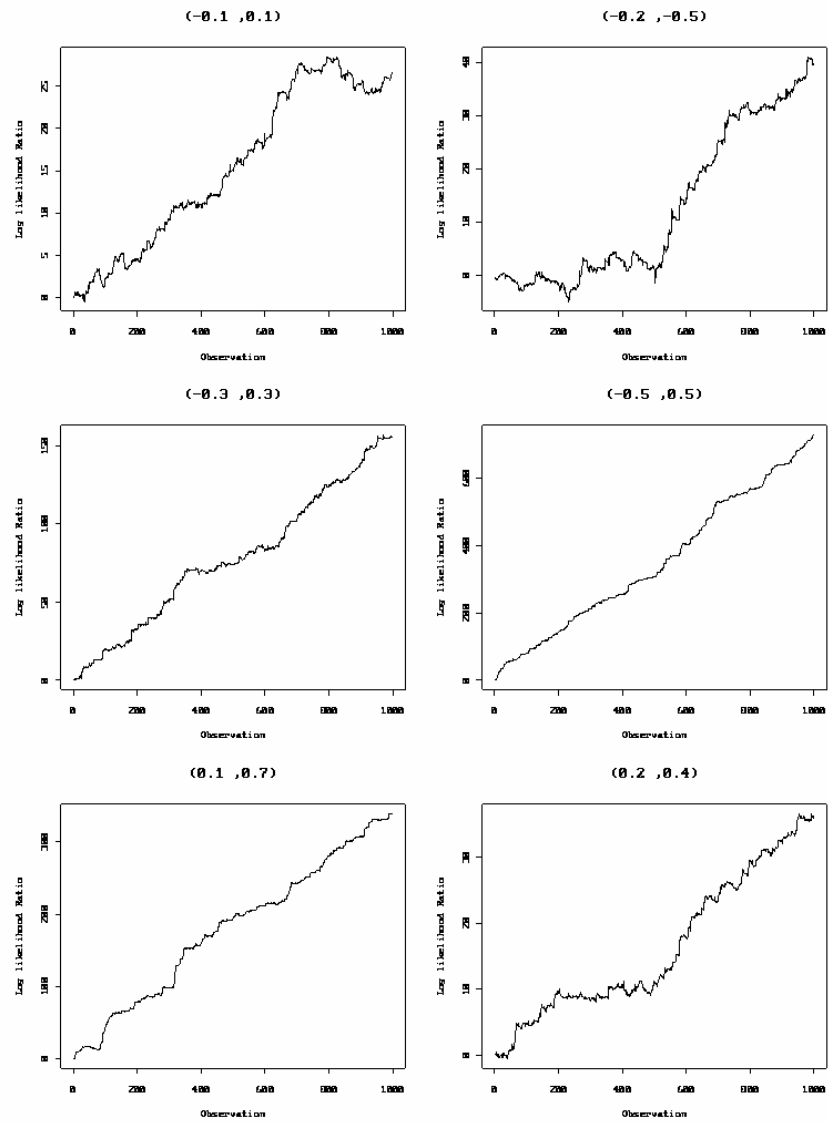 (-0.1 ,0.1)
(-0.2 ,-0.5)
Log likelihood Ratio
0 5 10 15 20 25
0 200 400 600 800 1000
Observation
Log likelihood Ratio
0 10 20 30 40
0 200 400 600 800 1000
Observation
(-0.3 ,0.3)
(-0.5 ,0.5)
Log likelihood Ratio
0 50 100 150
0 200 400 600 800 1000
Observation
Log likelihood Ratio
0 200 400 600
0 200 400 600 800 1000
Observation
(0.1 ,0.7)
(0.2 ,0.4)
Log likelihood Ratio
0 100 200 300
0 200 400 600 800 1000
Observation
Log likelihood Ratio
0 10 20 30
0 200 400 600 800 1000
Observation